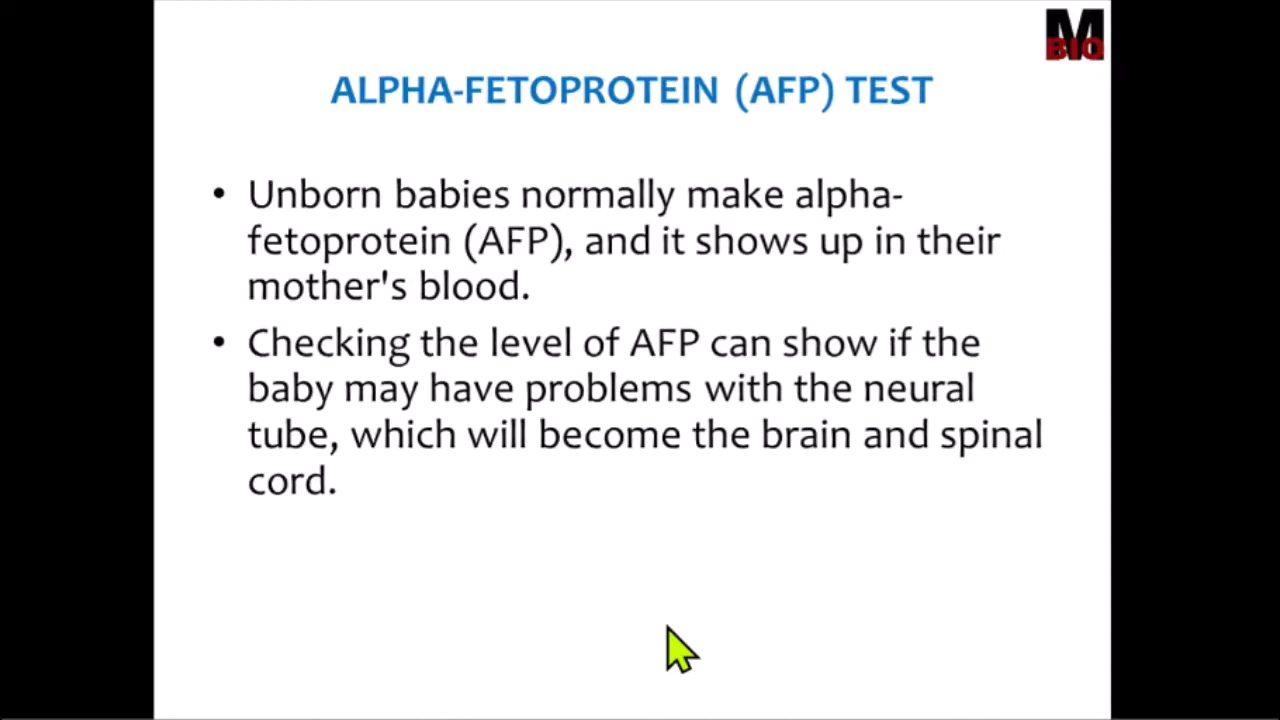 M
BIQ
ALPHA-FETOPROTEIN (AFP) TEST
• Unborn babies normally make alpha-
fetoprotein (AFP), and it shows up in their
mother's blood.
• Checking the level of AFP can show if the
baby may have problems with the neural
tube, which will become the brain and spinal
cord.